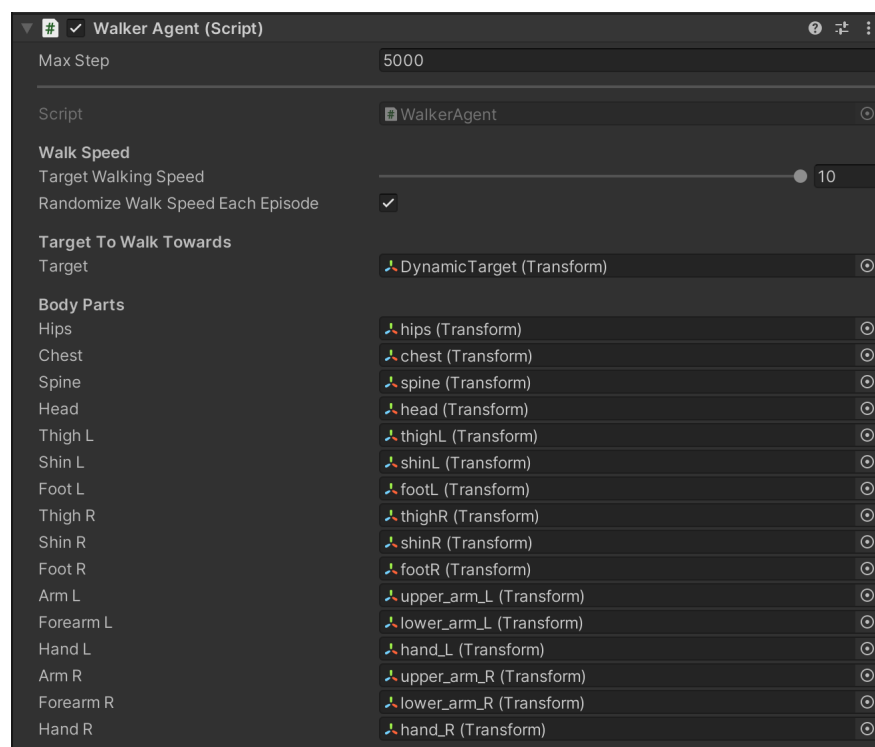 Walker Agent (Script)
Max Step 5000
Script WalkerAgent
Walk Speed
Target Walking Speed 10
Randomize Walk Speed Each Episode
Target To Walk Towards
Target DynamicTarget (Transform)
Body Parts
Hips hips (Transform)
Chest chest (Transform)
Spine spine (Transform)
Head head (Transform)
Thigh L thighL (Transform)
Shin L shinL (Transform)
Foot L footL (Transform)
Thigh R thighR (Transform)
Shin R shinR (Transform)
Foot R footR (Transform)
Arm L upper_arm_L (Transform)
Forearm L lower_arm_L (Transform)
Hand L hand_L (Transform)
Arm R upper_arm_R (Transform)
Forearm R lower_arm_R (Transform)
Hand R hand_R (Transform)